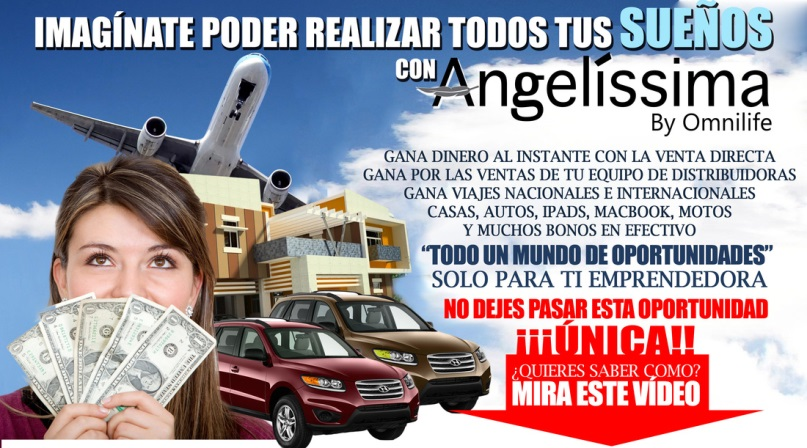 IMAGÍNATE PODER REALIZAR TODOS TUS SUEÑOS
CON Angelíssima
By Omnilife
GANA DINERO AL INSTANTE CON LA VENTA DIRECTA
GANA POR LAS VENTAS DE TU EQUIPO DE DISTRIBUIDORAS
GANA VIAJES NACIONALES E INTERNACIONALES
CASAS, AUTOS, IPADS, MACBOOK, MOTOS
Y MUCHOS BONOS EN EFECTIVO
“TODO UN MUNDO DE OPORTUNIDADES”
SOLO PARA TI EMPRENDEDORA
NO DEJES PASAR ESTA OPORTUNIDAD
¡¡¡ÚNICA!!
¿QUIERES SABER COMO?
MIRA ESTE VÍDEO